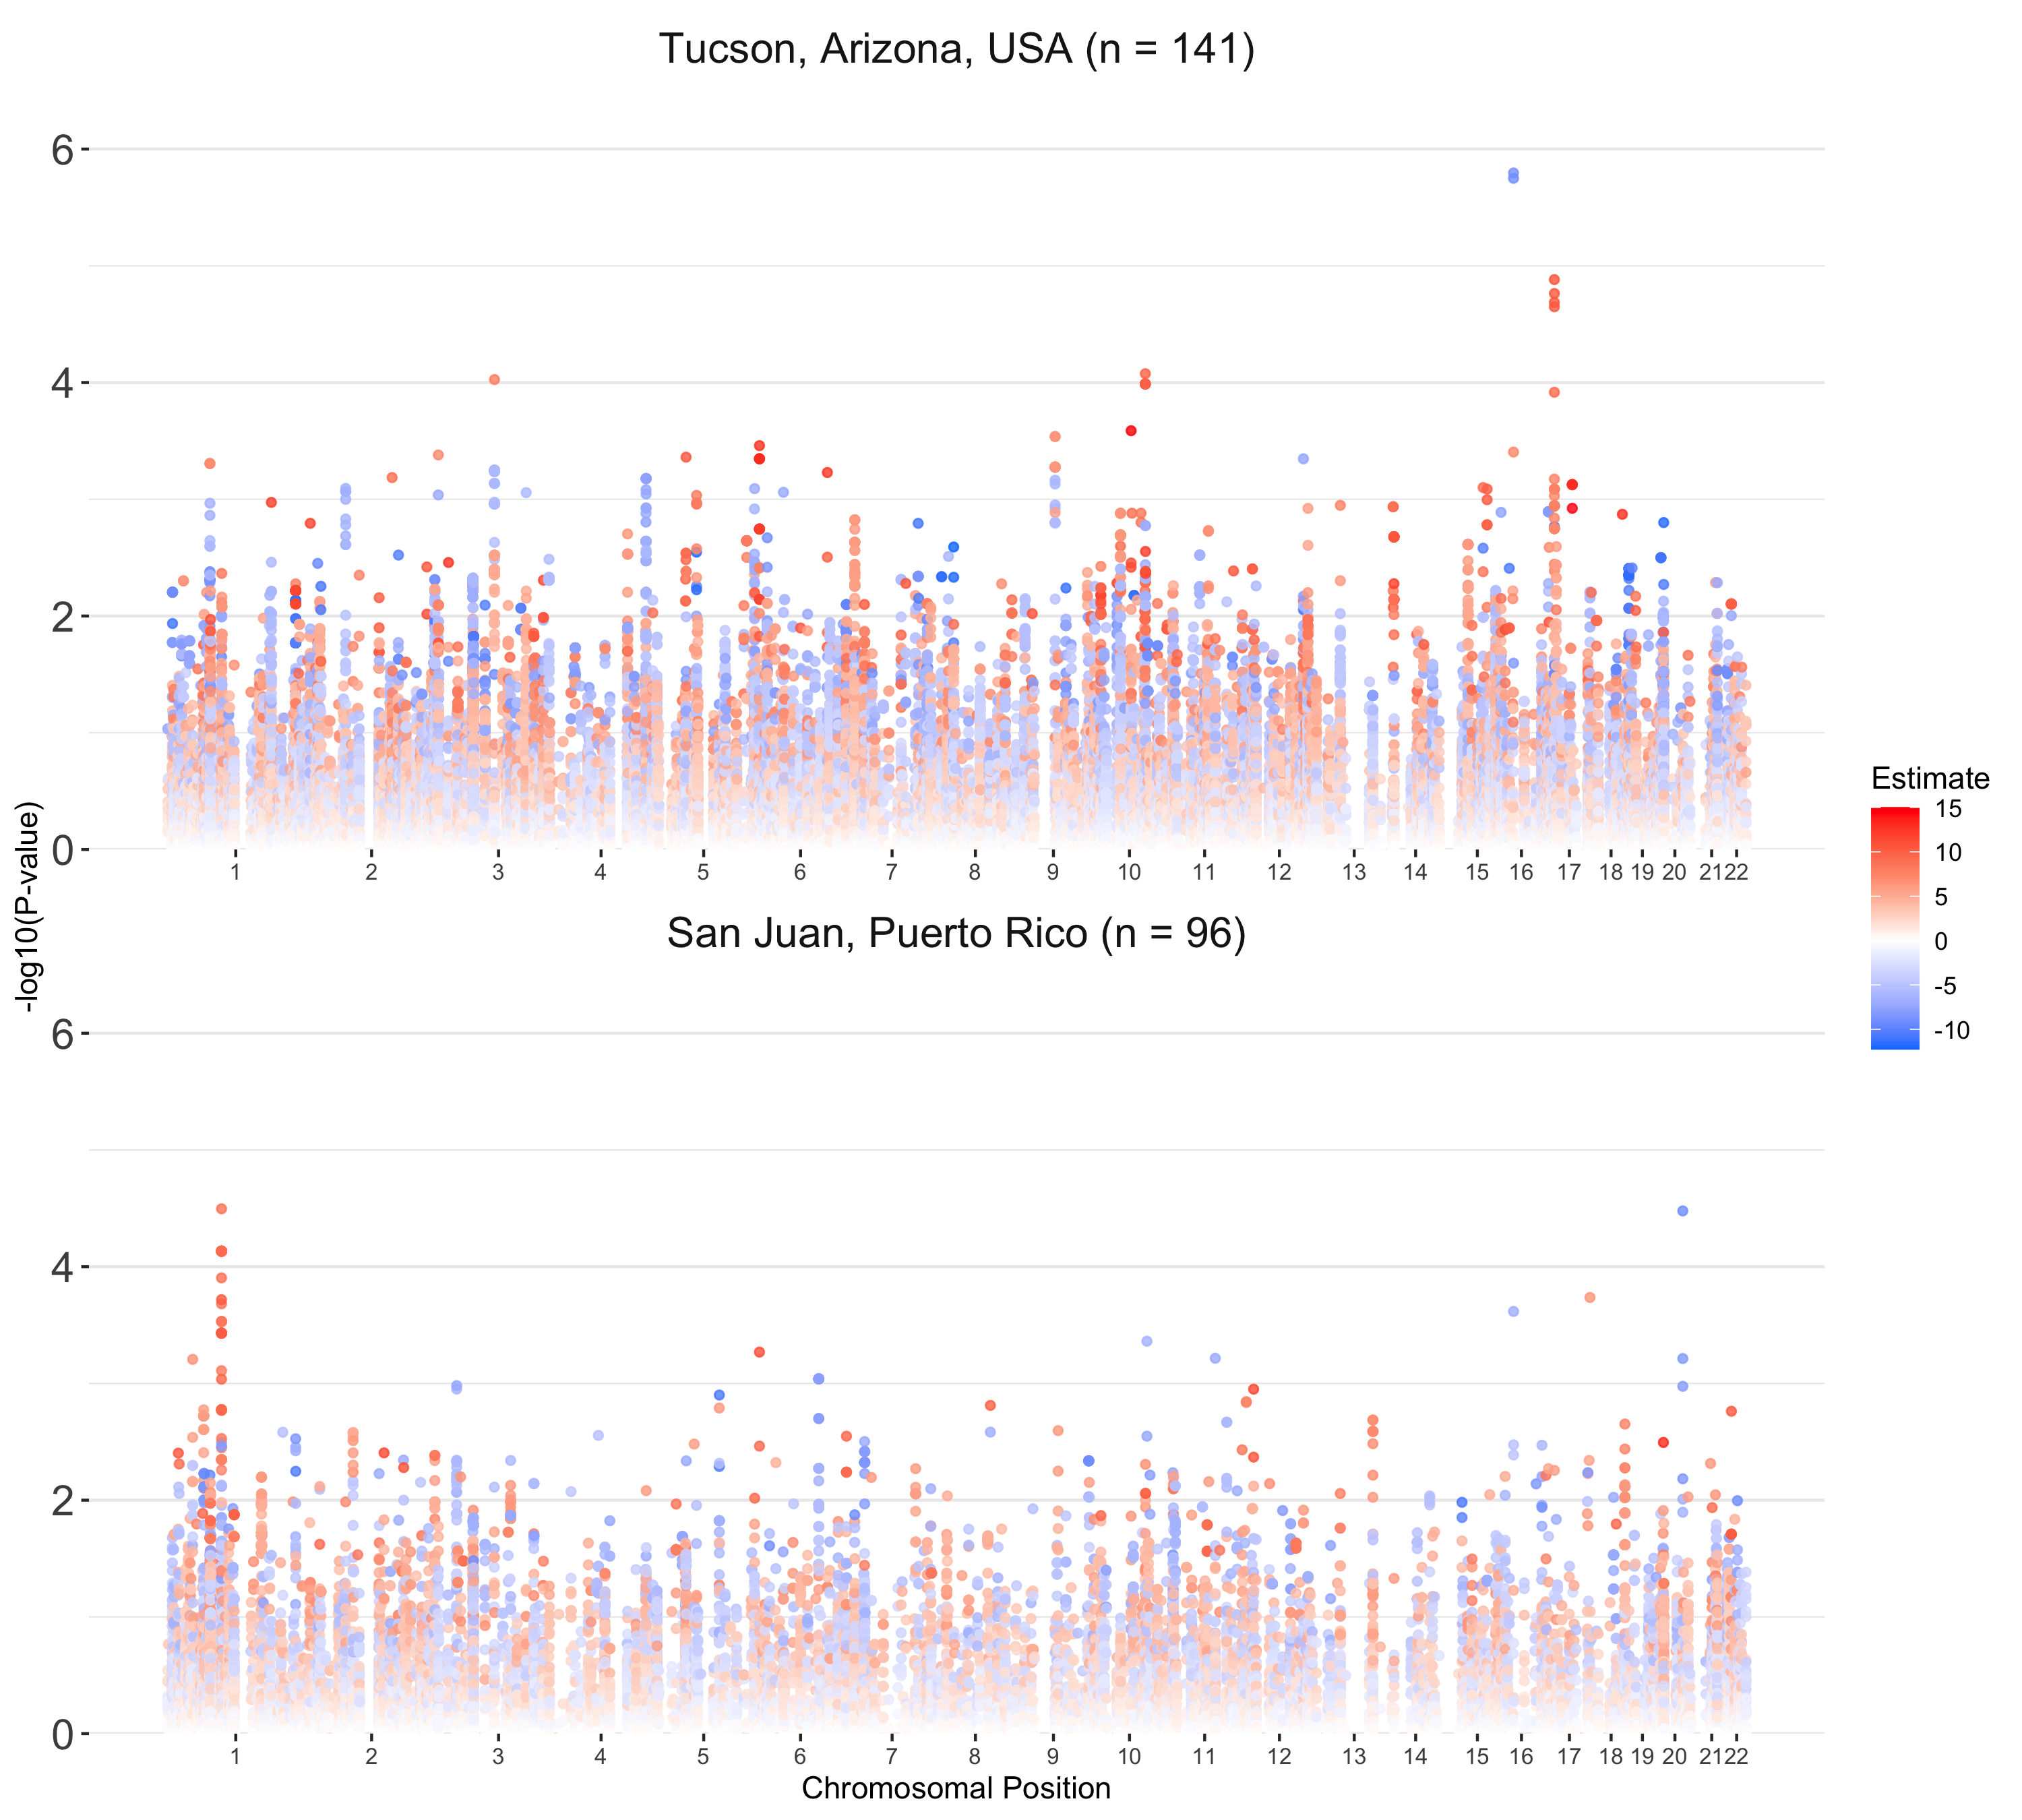 Tucson, Arizona, USA (n = 141)
6
4
2
0
1 2 3 4 5 6 7 8 9 10 11 12 13 14 15 16 17 18 19 20 21 22
-log10(P-value)
Estimate
15
10
5
0
-5
-10
San Juan, Puerto Rico (n = 96)
6
4
2
0
1 2 3 4 5 6 7 8 9 10 11 12 13 14 15 16 17 18 19 20 21 22
Chromosomal Position